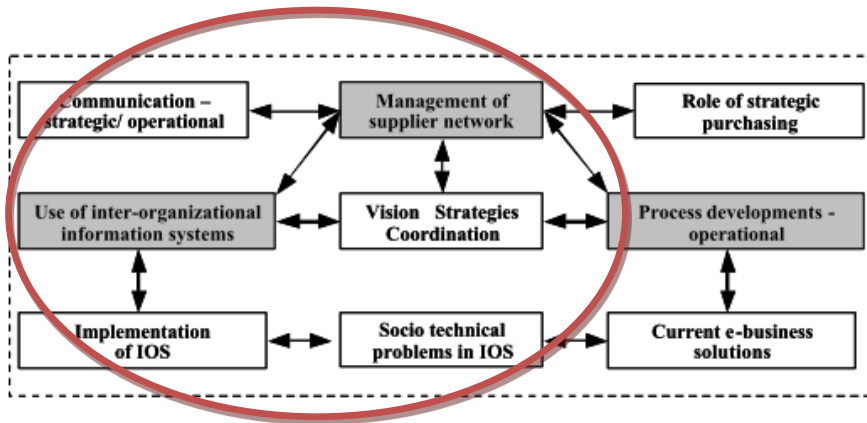 Communication –
strategic/ operational
Management of
supplier network
Role of strategic
purchasing
Use of inter-organizational
information systems
Vision Strategies
Coordination
Process developments -
operational
Implementation
of IOS
Socio technical
problems in IOS
Current e-business
solutions